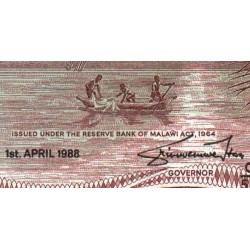 ISSUED UNDER THE RESERVE BANK OF MALAWI ACT, 1964
1st. APRIL 1988
GOVERNOR